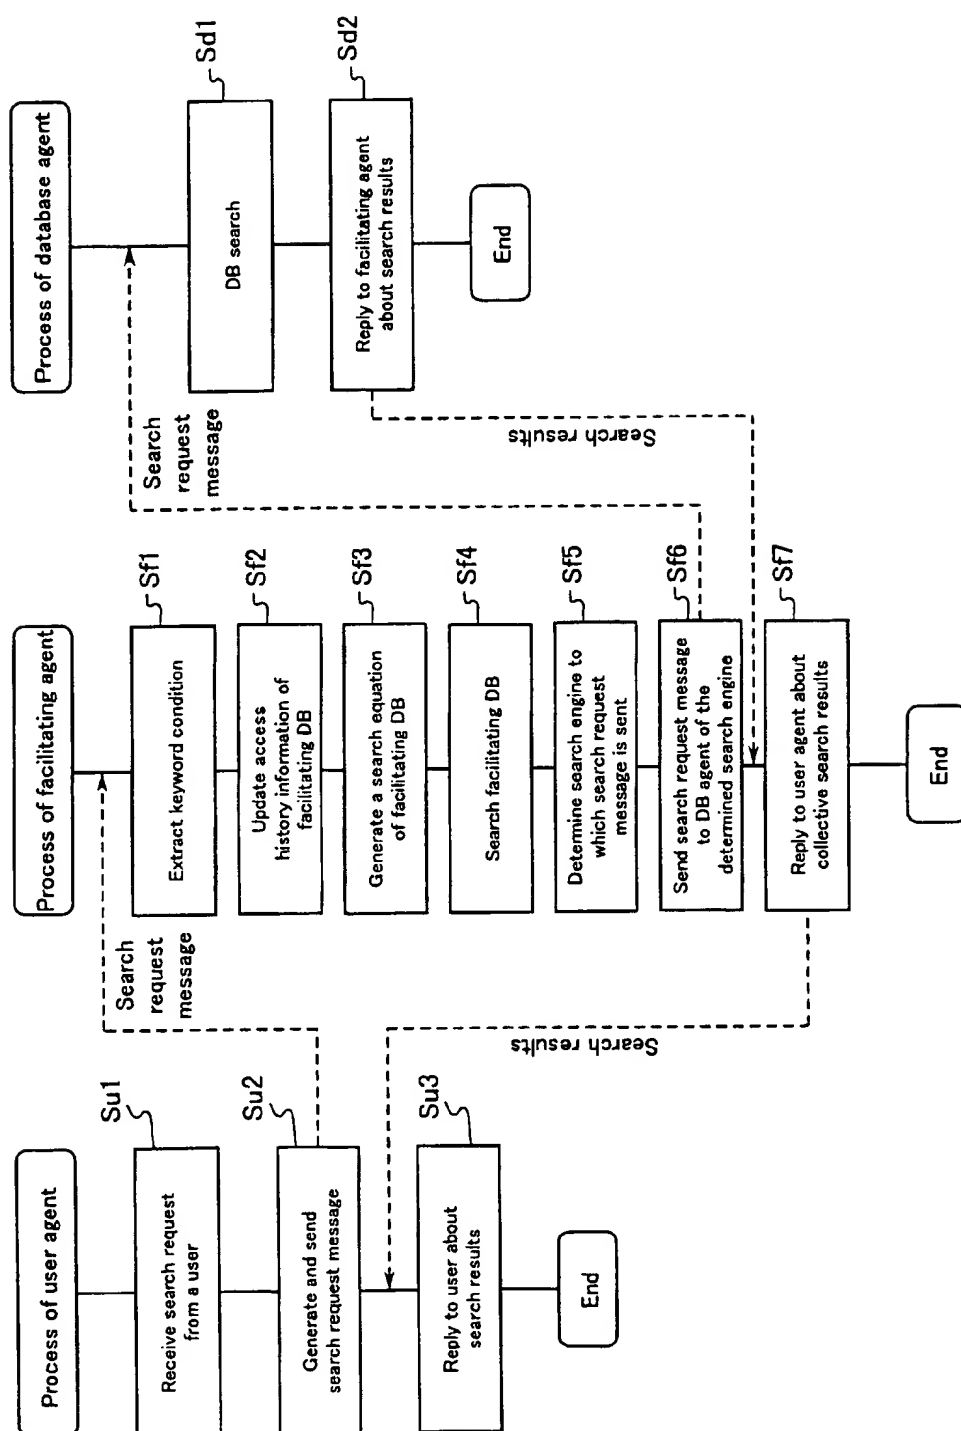 Process of user agent
Su1
Receive search request
from a user
Su2
Generate and send
search request message
Su3
Reply to user about
search results
End
Search
request
message
Search results
Process of facilitating agent
Sf1
Extract keyword condition
Sf2
Update access
history information of
facilitating DB
Sf3
Generate a search equation
of facilitating DB
Sf4
Search facilitating DB
Sf5
Determine search engine to
which search request
message is sent
Sf6
Send search request message
to DB agent of the
determined search engine
Sf7
Reply to user agent about
collective search results
End
Search
request
message
Search results
Process of database agent
Sd1
DB search
Sd2
Reply to facilitating agent
about search results
End